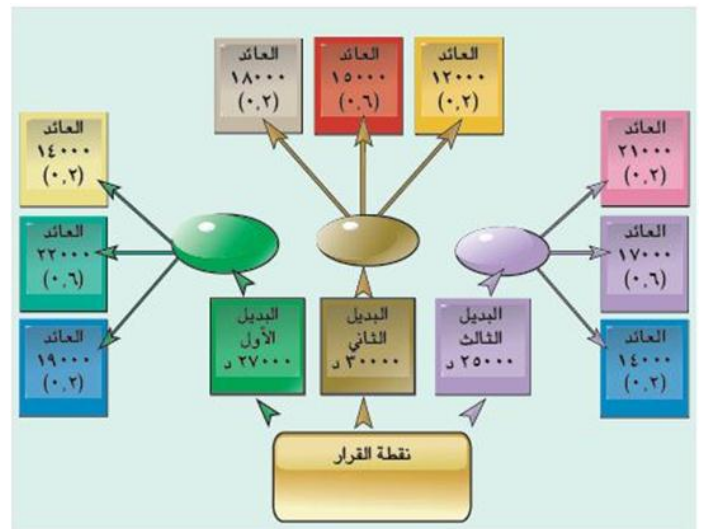 العائد
١٨٠٠٠
(٠,٢)
العائد
١٥٠٠٠
(٠,٦)
العائد
١٢٠٠٠
(٠,٢)
العائد
١٤٠٠٠
(٠,٢)
العائد
٢٢٠٠٠
(٠,٦)
العائد
١٩٠٠٠
(٠,٢)
العائد
٢١٠٠٠
(٠,٢)
العائد
١٧٠٠٠
(٠,٦)
العائد
١٤٠٠٠
(٠,٢)
البديل
الأول
٢٧٠٠٠ د
البديل
الثاني
٣٠٠٠٠ د
البديل
الثالث
٢٥٠٠٠ د
نقطة القرار